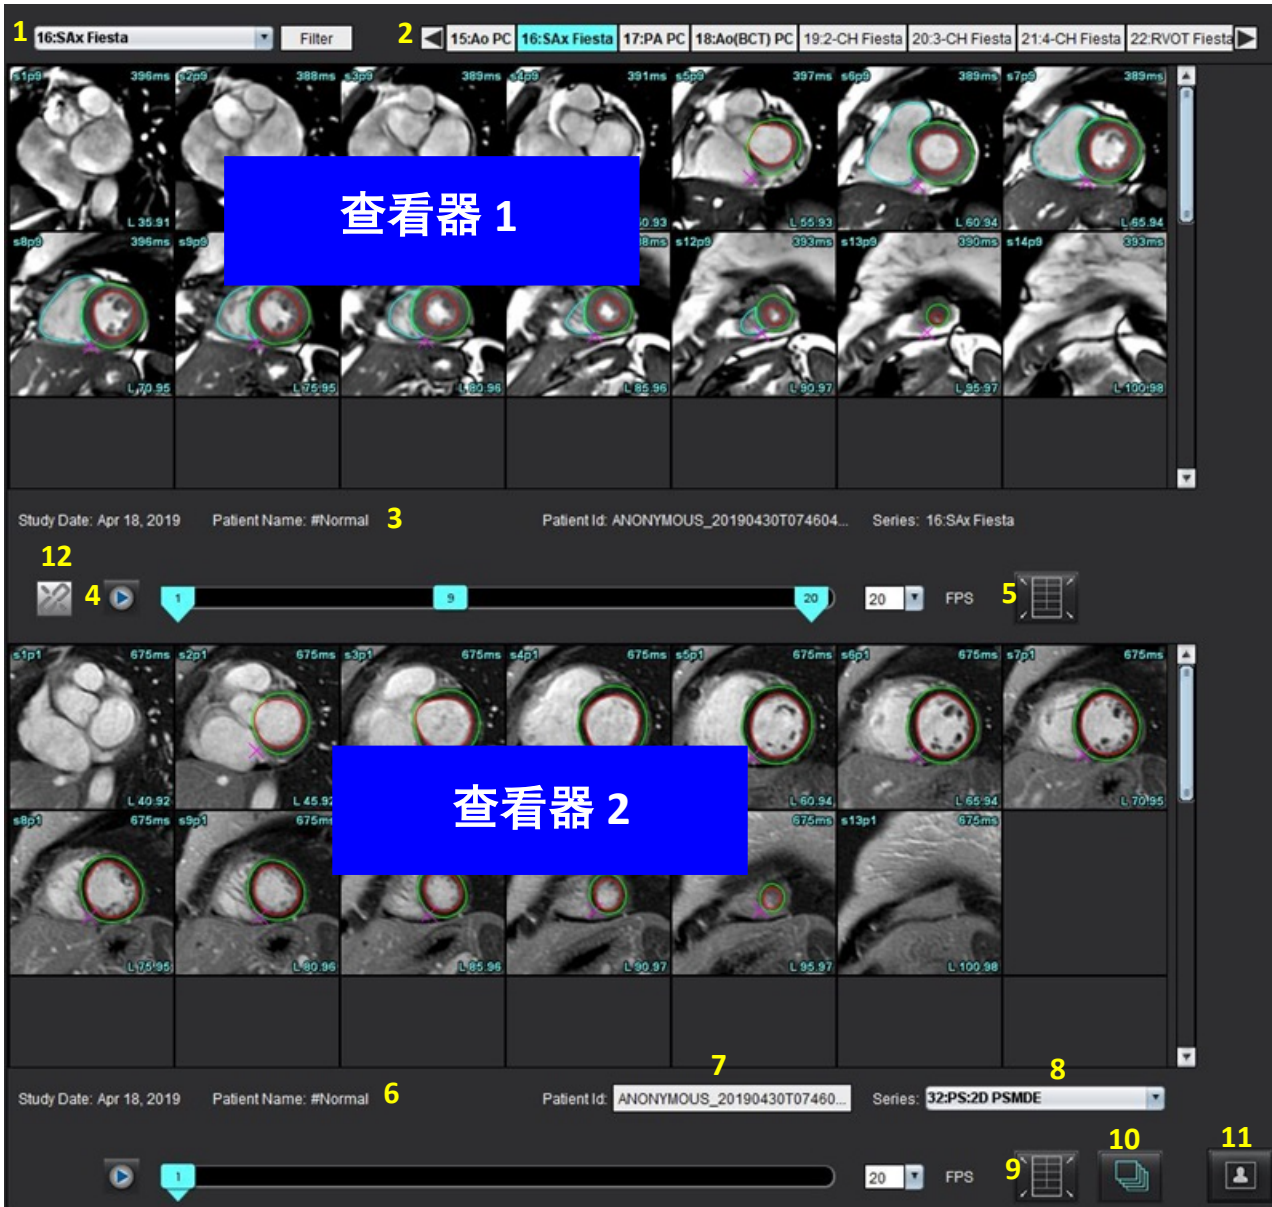 1 16:SAx Fiesta Filter 2 15:Ao PC 16:SAx Fiesta 17:PA PC 18:Ao(BCT) PC 19:2-CH Fiesta 20:3-CH Fiesta 21:4-CH Fiesta 22:RVOT Fiesta
s1p9 396ms s2p9 388ms s3p9 389ms s4p9 391ms s5p9 397ms s6p9 389ms s7p9 389ms
查看器 1
L 35.91 L 55.93 L 60.94 L 65.94
s8p9 396ms s9p9 s12p9 393ms s13p9 390ms s14p9 393ms
L 70.95 L 75.95 L 80.96 L 85.96 L 90.97 L 95.97 L 100.98
Study Date: Apr 18, 2019 Patient Name: #Normal 3 Patient Id: ANONYMOUS_20190430T074604... Series: 16:SAx Fiesta
12
4 1 9 20 20 FPS 5
s1p1 675ms s2p1 675ms s3p1 675ms s4p1 675ms s5p1 675ms s6p1 675ms s7p1 675ms
查看器 2
L 40.92 L 45.92 L 60.94 L 65.94 L 70.95
s8p1 675ms s9p1 675ms s13p1 675ms
L 75.95 L 80.96 L 85.96 L 90.97 L 95.97 L 100.98
7 8
Study Date: Apr 18, 2019 Patient Name: #Normal 6 Patient Id: ANONYMOUS_20190430T07460... Series: 32:PS:2D PSMDE
10 11
1 20 FPS 9